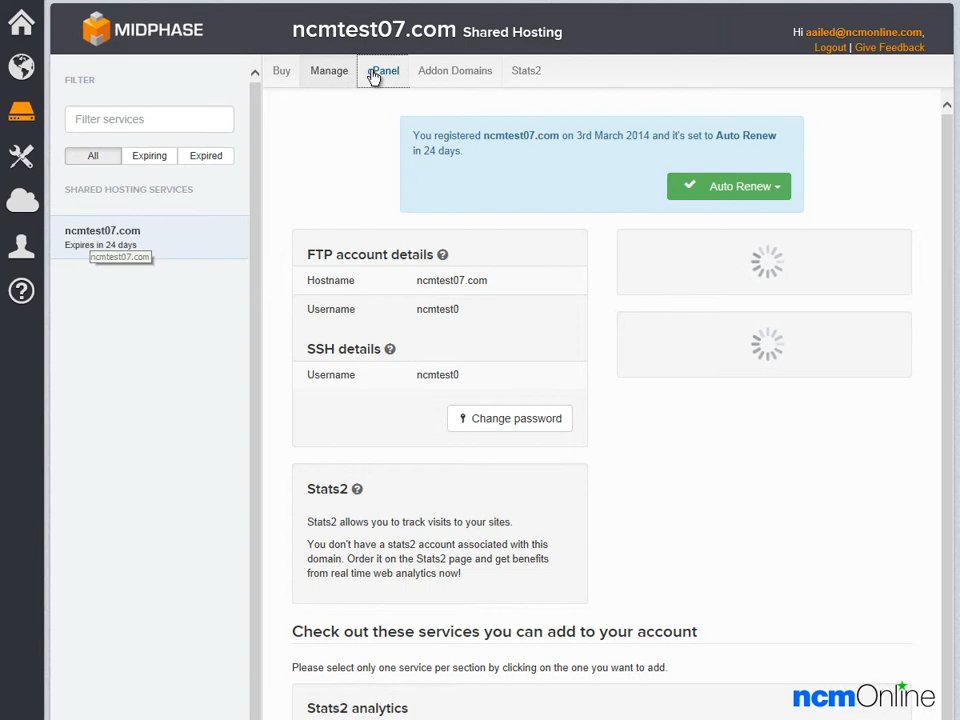 MIDPHASE
ncmtest07.com Shared Hosting
Hi aailed@ncmonline.com,
Logout | Give Feedback
FILTER
Filter services
All Expiring Expired
SHARED HOSTING SERVICES
ncmtest07.com
Expires in 24 days
ncmtest07.com
Buy Manage cPanel Addon Domains Stats2
You registered ncmtest07.com on 3rd March 2014 and it's set to Auto Renew
in 24 days.
Auto Renew
FTP account details
Hostname ncmtest07.com
Username ncmtest0
SSH details
Username ncmtest0
Change password
Stats2
Stats2 allows you to track visits to your sites.
You don't have a stats2 account associated with this
domain. Order it on the Stats2 page and get benefits
from real time web analytics now!
Check out these services you can add to your account
Please select only one service per section by clicking on the one you want to add.
Stats2 analytics
ncmOnline